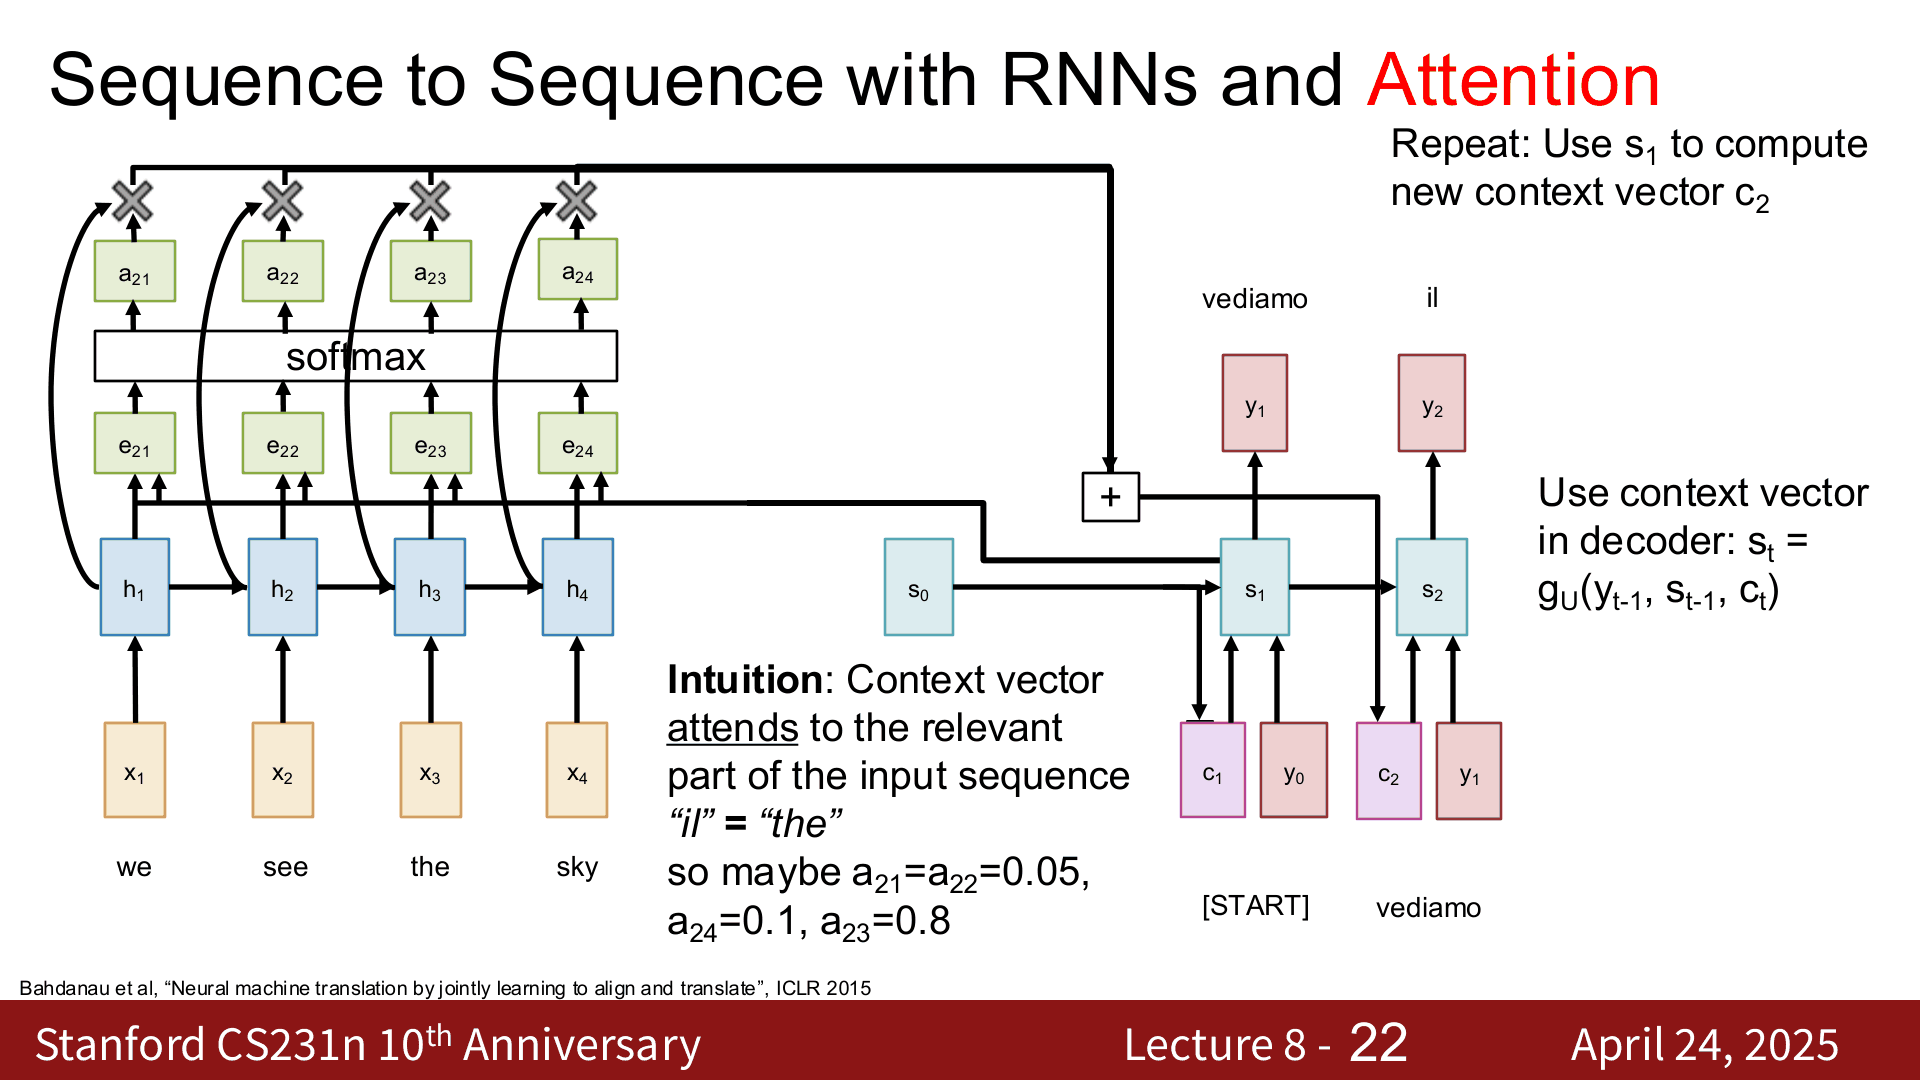 Sequence to Sequence with RNNs and Attention
Repeat: Use s1 to compute
new context vector c2
a21 a22 a23 a24
softmax
e21 e22 e23 e24
h1 h2 h3 h4
x1 x2 x3 x4
we see the sky
vediamo il
y1 y2
+
s0 s1 s2
c1 y0 c2 y1
[START] vediamo
Use context vector
in decoder: st =
gU(yt-1, st-1, ct)
Intuition: Context vector
attends to the relevant
part of the input sequence
“il” = “the”
so maybe a21=a22=0.05,
a24=0.1, a23=0.8
Bahdanau et al, “Neural machine translation by jointly learning to align and translate”, ICLR 2015
Stanford CS231n 10th Anniversary
Lecture 8 - 22
April 24, 2025